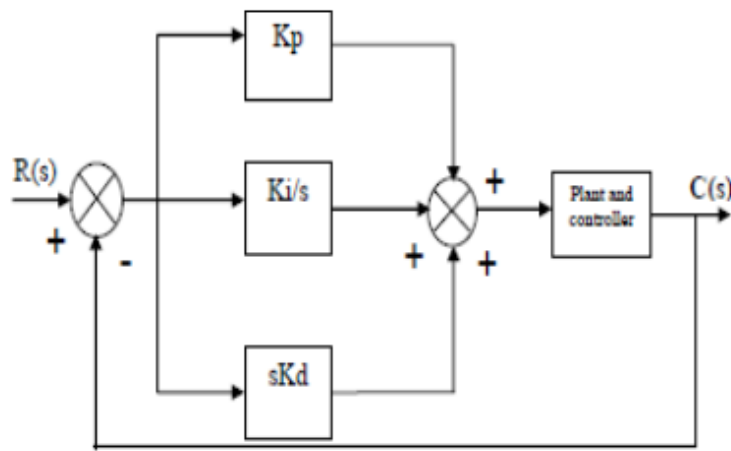 Kp
R(s)
+
-
Ki/s
+
+
+
Plant and
controller
C(s)
sKd